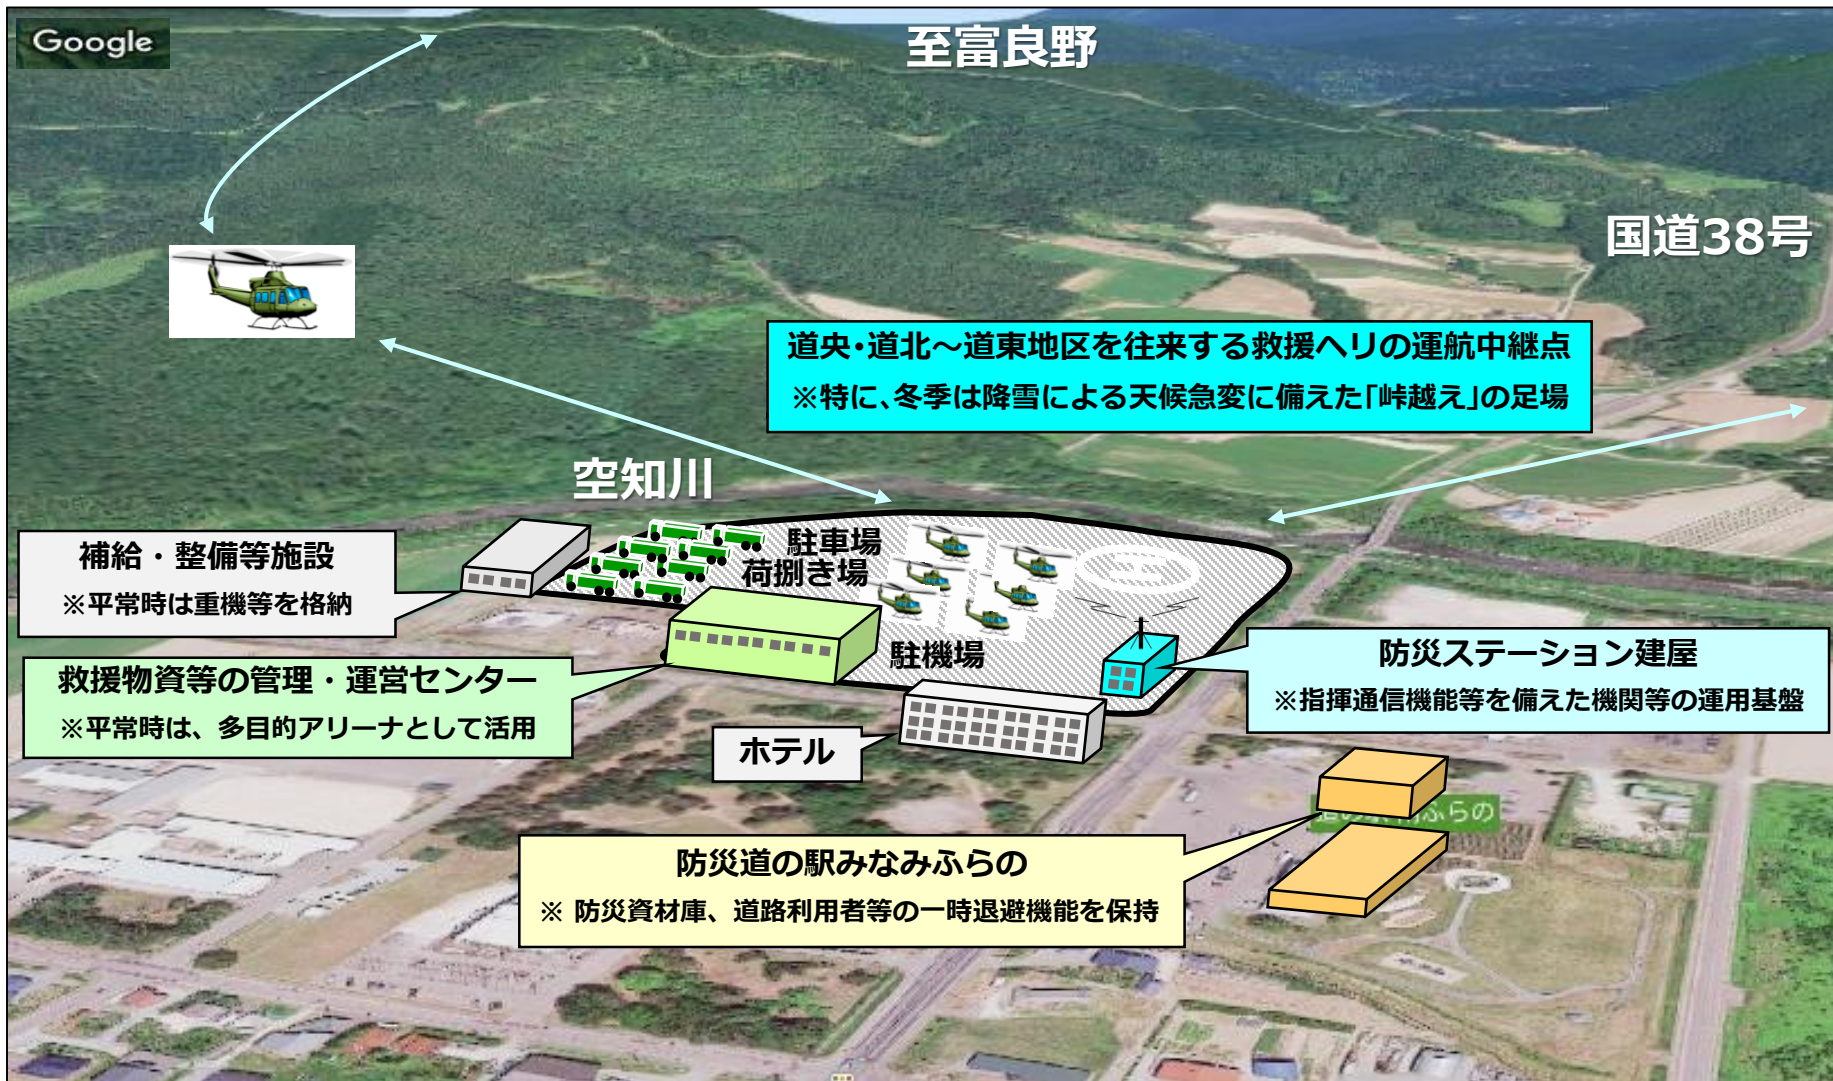 Google
至富良野
国道38号
道央・道北～道東地区を往来する救援ヘリの運航中継点
※特に、冬季は降雪による天候急変に備えた「峠越え」の足場
空知川
補給・整備等施設
※平常時は重機等を格納
駐車場
荷捌き場
駐機場
救援物資等の管理・運営センター
※平常時は、多目的アリーナとして活用
防災ステーション建屋
※指揮通信機能等を備えた機関等の運用基盤
ホテル
ふらの
防災道の駅みなみふらの
※ 防災資材庫、道路利用者等の一時退避機能を保持